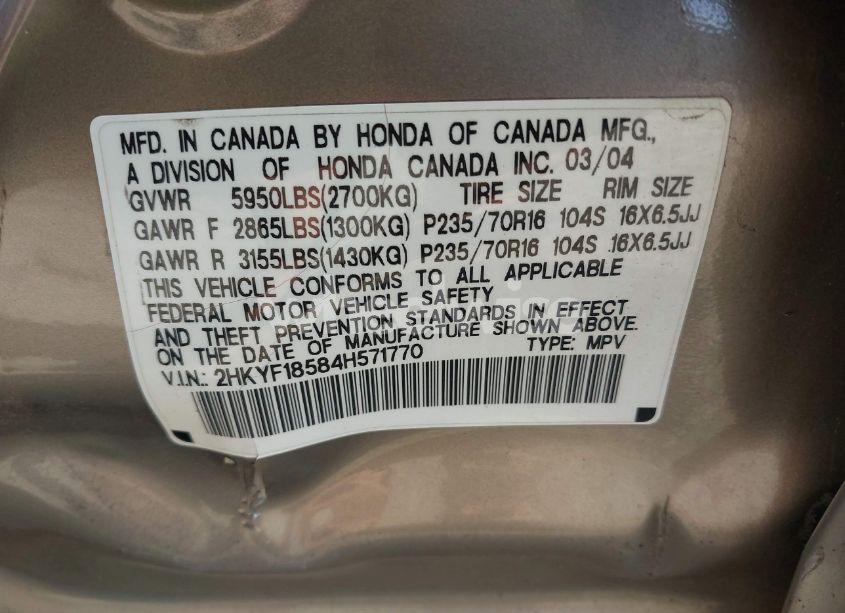 MFD. IN CANADA BY HONDA OF CANADA MFG.,
A DIVISION OF HONDA CANADA INC. 03/04
GVWR 5950LBS(2700KG) TIRE SIZE RIM SIZE
GAWR F 2865LBS(1300KG) P235/70R16 104S 16X6.5JJ
GAWR R 3155LBS(1430KG) P235/70R16 104S 16X6.5JJ
THIS VEHICLE CONFORMS TO ALL APPLICABLE
FEDERAL MOTOR VEHICLE SAFETY
AND THEFT PREVENTION STANDARDS IN EFFECT
ON THE DATE OF MANUFACTURE SHOWN ABOVE.
V.I.N.: 2HKYF18584H571770 TYPE: MPV